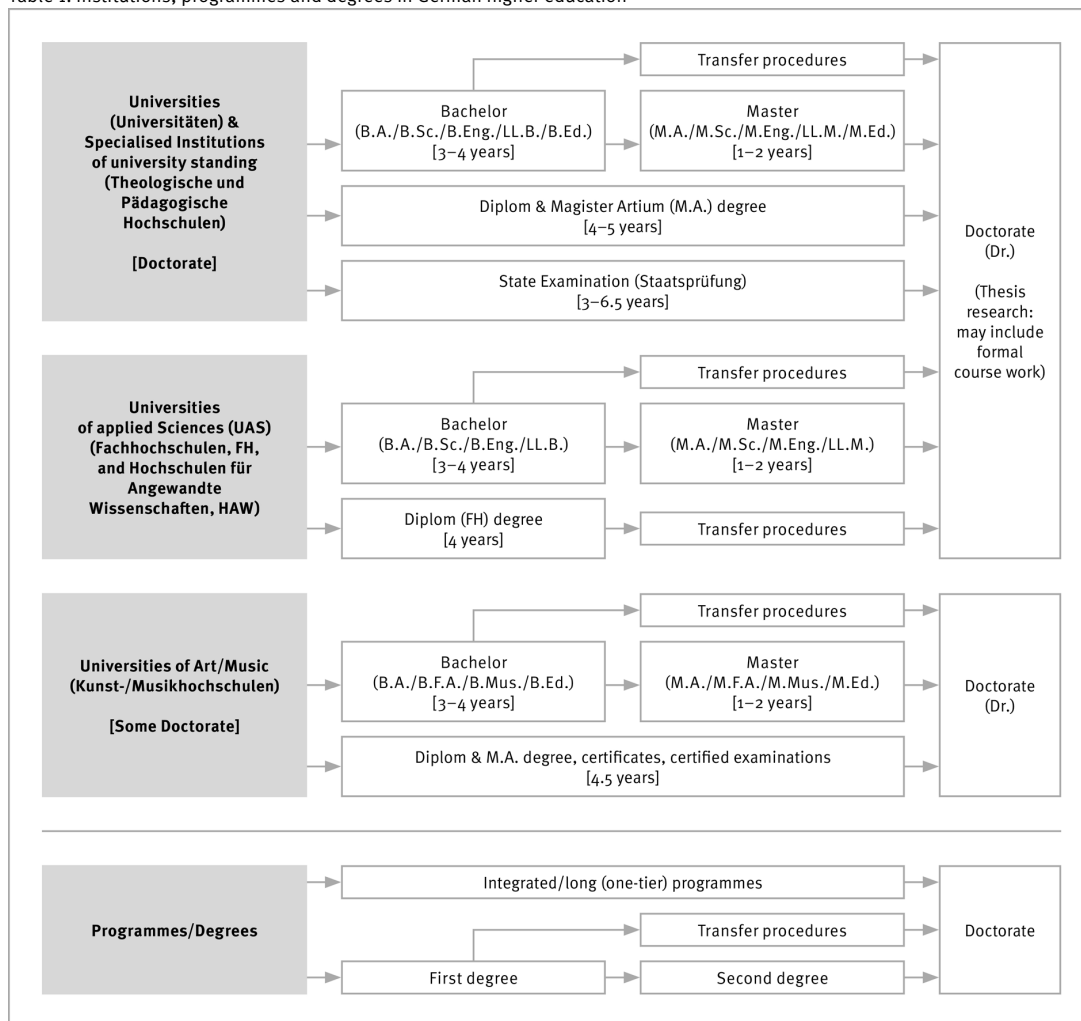 Table 1: Institutions, programmes and degrees in German higher education
Universities
(Universitäten) &
Specialised Institutions
of university standing
(Theologische und
Pädagogische
Hochschulen)
[Doctorate]
Transfer procedures
Bachelor
(B.A./B.Sc./B.Eng./LL.B./B.Ed.)
[3–4 years]
Master
(M.A./M.Sc./M.Eng./LL.M./M.Ed.)
[1–2 years]
Diplom & Magister Artium (M.A.) degree
[4–5 years]
State Examination (Staatsprüfung)
[3–6.5 years]
Doctorate
(Dr.)
(Thesis
research:
may include
formal
course work)
Universities
of applied Sciences (UAS)
(Fachhochschulen, FH,
and Hochschulen für
Angewandte
Wissenschaften, HAW)
Transfer procedures
Bachelor
(B.A./B.Sc./B.Eng./LL.B.)
[3–4 years]
Master
(M.A./M.Sc./M.Eng./LL.M.)
[1–2 years]
Diplom (FH) degree
[4 years]
Transfer procedures
Universities of Art/Music
(Kunst-/Musikhochschulen)
[Some Doctorate]
Transfer procedures
Bachelor
(B.A./B.F.A./B.Mus./B.Ed.)
[3–4 years]
Master
(M.A./M.F.A./M.Mus./M.Ed.)
[1–2 years]
Diplom & M.A. degree, certificates, certified examinations
[4.5 years]
Doctorate
(Dr.)
Programmes/Degrees
Integrated/long (one-tier) programmes
Transfer procedures
First degree
Second degree
Doctorate